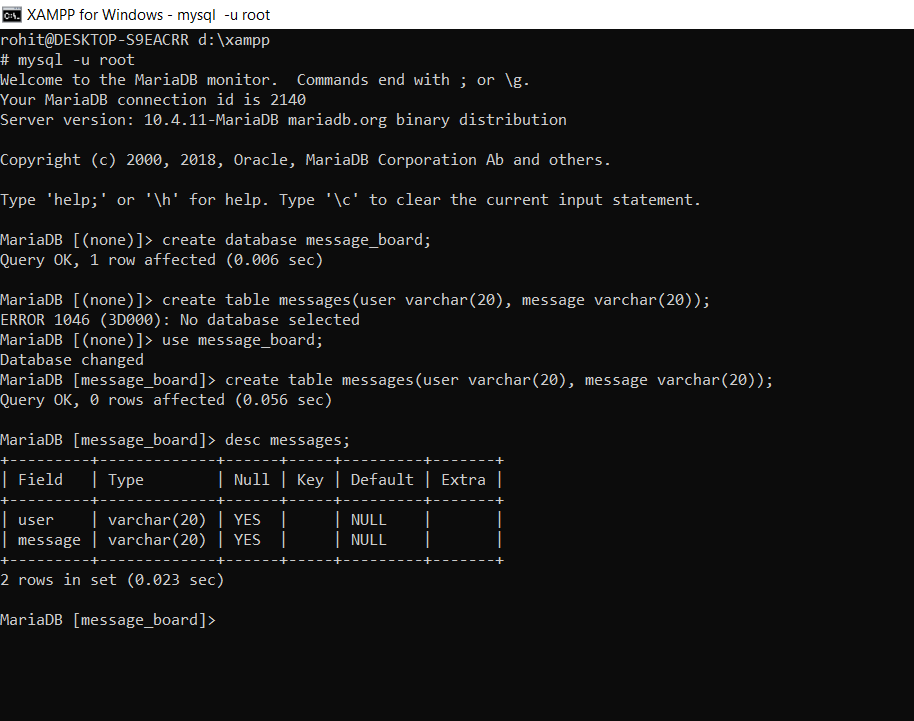 XAMPP for Windows - mysql  -u root
rohit@DESKTOP-S9EACRR d:\xampp
# mysql -u root
Welcome to the MariaDB monitor.  Commands end with ; or \g.
Your MariaDB connection id is 2140
Server version: 10.4.11-MariaDB mariadb.org binary distribution

Copyright (c) 2000, 2018, Oracle, MariaDB Corporation Ab and others.

Type 'help;' or '\h' for help. Type '\c' to clear the current input statement.

MariaDB [(none)]> create database message_board;
Query OK, 1 row affected (0.006 sec)

MariaDB [(none)]> create table messages(user varchar(20), message varchar(20));
ERROR 1046 (3D000): No database selected
MariaDB [(none)]> use message_board;
Database changed
MariaDB [message_board]> create table messages(user varchar(20), message varchar(20));
Query OK, 0 rows affected (0.056 sec)

MariaDB [message_board]> desc messages;
+---------+-------------+------+-----+---------+-------+
| Field   | Type        | Null | Key | Default | Extra |
+---------+-------------+------+-----+---------+-------+
| user    | varchar(20) | YES  |     | NULL    |       |
| message | varchar(20) | YES  |     | NULL    |       |
+---------+-------------+------+-----+---------+-------+
2 rows in set (0.023 sec)

MariaDB [message_board]>